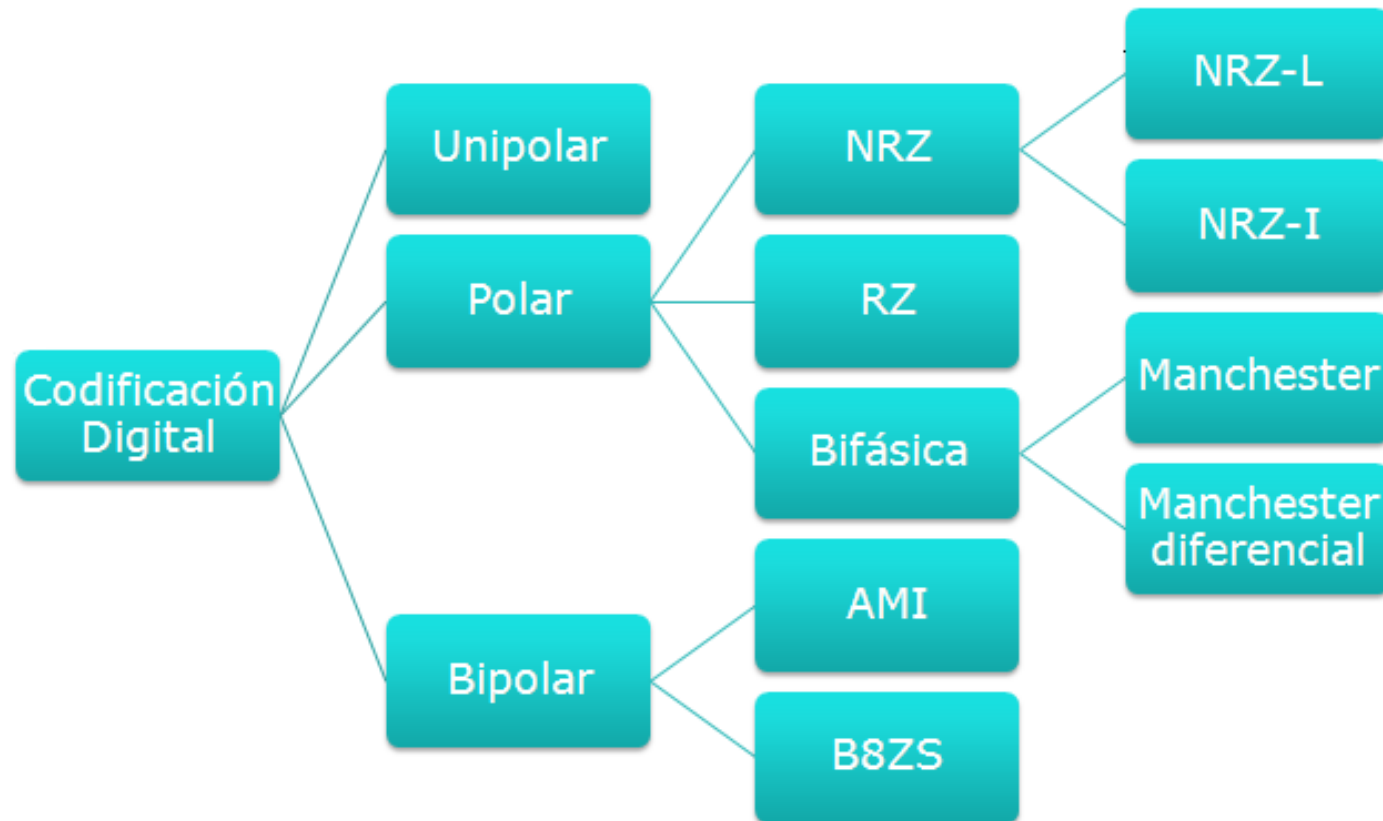 Codificación
Digital
Unipolar
Polar
Bipolar
NRZ
RZ
Bifásica
AMI
B8ZS
NRZ-L
NRZ-I
Manchester
Manchester
diferencial